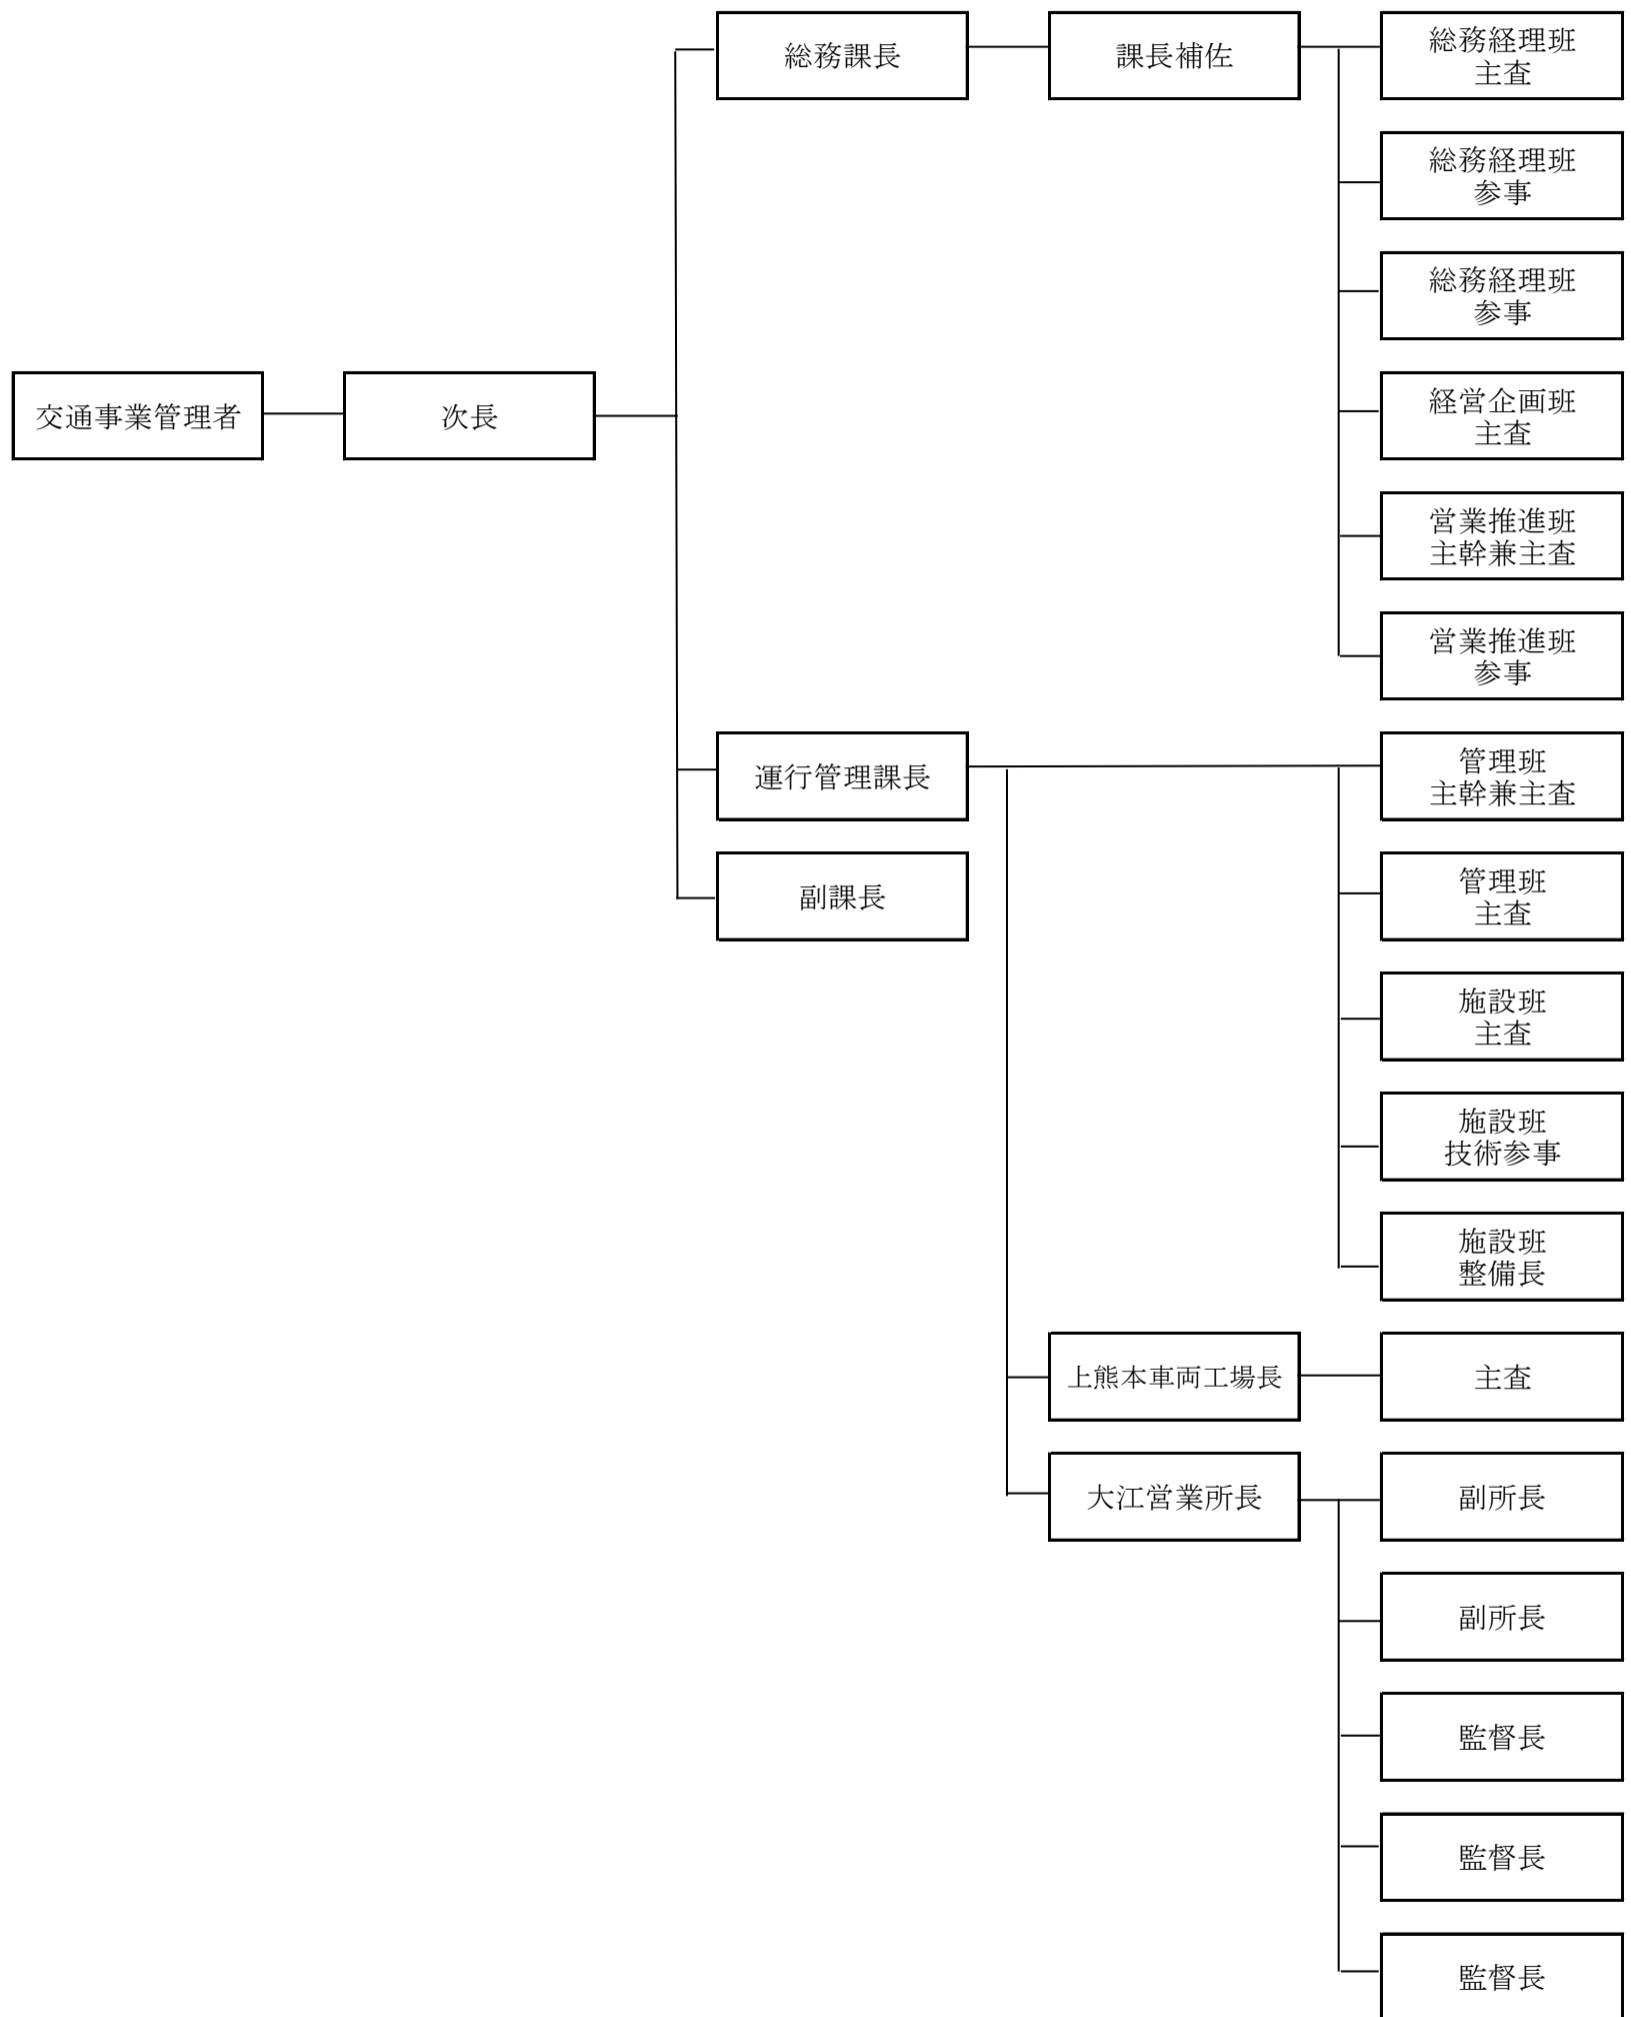 総務課長
課長補佐
総務経理班
主査
総務経理班
参事
総務経理班
参事
交通事業管理者
次長
経営企画班
主査
営業推進班
主幹兼主査
営業推進班
参事
運行管理課長
管理班
主幹兼主査
副課長
管理班
主査
施設班
主査
施設班
技術参事
施設班
整備長
上熊本車両工場長
主査
大江営業所長
副所長
副所長
監督長
監督長
監督長